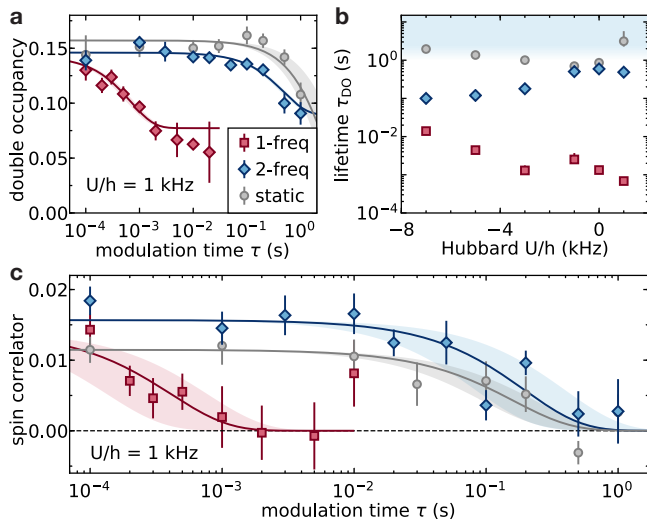 a
double occupancy
0.15
0.10
0.05
0.00
10⁻⁴ 10⁻³ 10⁻² 10⁻¹ 10⁰
modulation time τ (s)
U/h = 1 kHz
1-freq
2-freq
static
b
lifetime τ_DO (s)
10²
10⁰
10⁻²
10⁻⁴
−8 −4 0
Hubbard U/h (kHz)
c
spin correlator
0.02
0.01
0.00
U/h = 1 kHz
10⁻⁴ 10⁻³ 10⁻² 10⁻¹ 10⁰
modulation time τ (s)